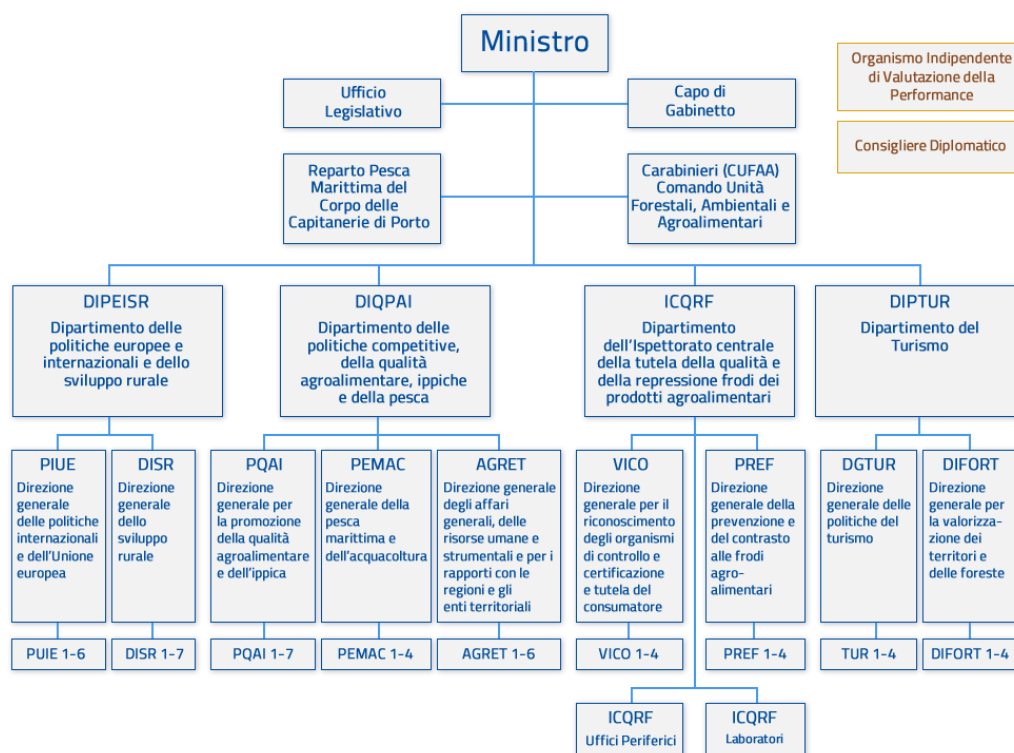 Ministro
Organismo Indipendente
di Valutazione della
Performance
Ufficio
Legislativo
Capo di
Gabinetto
Consigliere Diplomatico
Reparto Pesca
Marittima del
Corpo delle
Capitanerie di Porto
Carabinieri (CUFAA)
Comando Unità
Forestali, Ambientali e
Agroalimentari
DIPEISR
Dipartimento delle
politiche europee e
internazionali e dello
sviluppo rurale
DIQPAI
Dipartimento delle
politiche competitive,
della qualità
agroalimentare, ippiche
e della pesca
ICQRF
Dipartimento
dell'Ispettorato centrale
della tutela della qualità e
della repressione frodi dei
prodotti agroalimentari
DIPTUR
Dipartimento del
Turismo
PIUE
Direzione
generale
delle politiche
internazionali
e dell'Unione
europea
DISR
Direzione
generale
dello
sviluppo
rurale
PQAI
Direzione
generale per
la promozione
della qualità
agroalimentare
e dell'ippica
PEMAC
Direzione
generale della
pesca
marittima e
dell'acquacoltura
AGRET
Direzione generale
degli affari
generali, delle
risorse umane e
strumentali e per i
rapporti con le
regioni e gli
enti territoriali
VICO
Direzione
generale per il
riconoscimento
degli organismi
di controllo e
certificazione
e tutela del
consumatore
PREF
Direzione
generale della
prevenzione e
del contrasto
alle frodi
agro-
alimentari
DGTUR
Direzione
generale delle
politiche del
turismo
DIFORT
Direzione
generale per
la valorizza-
zione dei
territori e
delle foreste
PUIE 1-6
DISR 1-7
PQAI 1-7
PEMAC 1-4
AGRET 1-6
VICO 1-4
PREF 1-4
TUR 1-4
DIFORT 1-4
ICQRF
Uffici Periferici
ICQRF
Laboratori